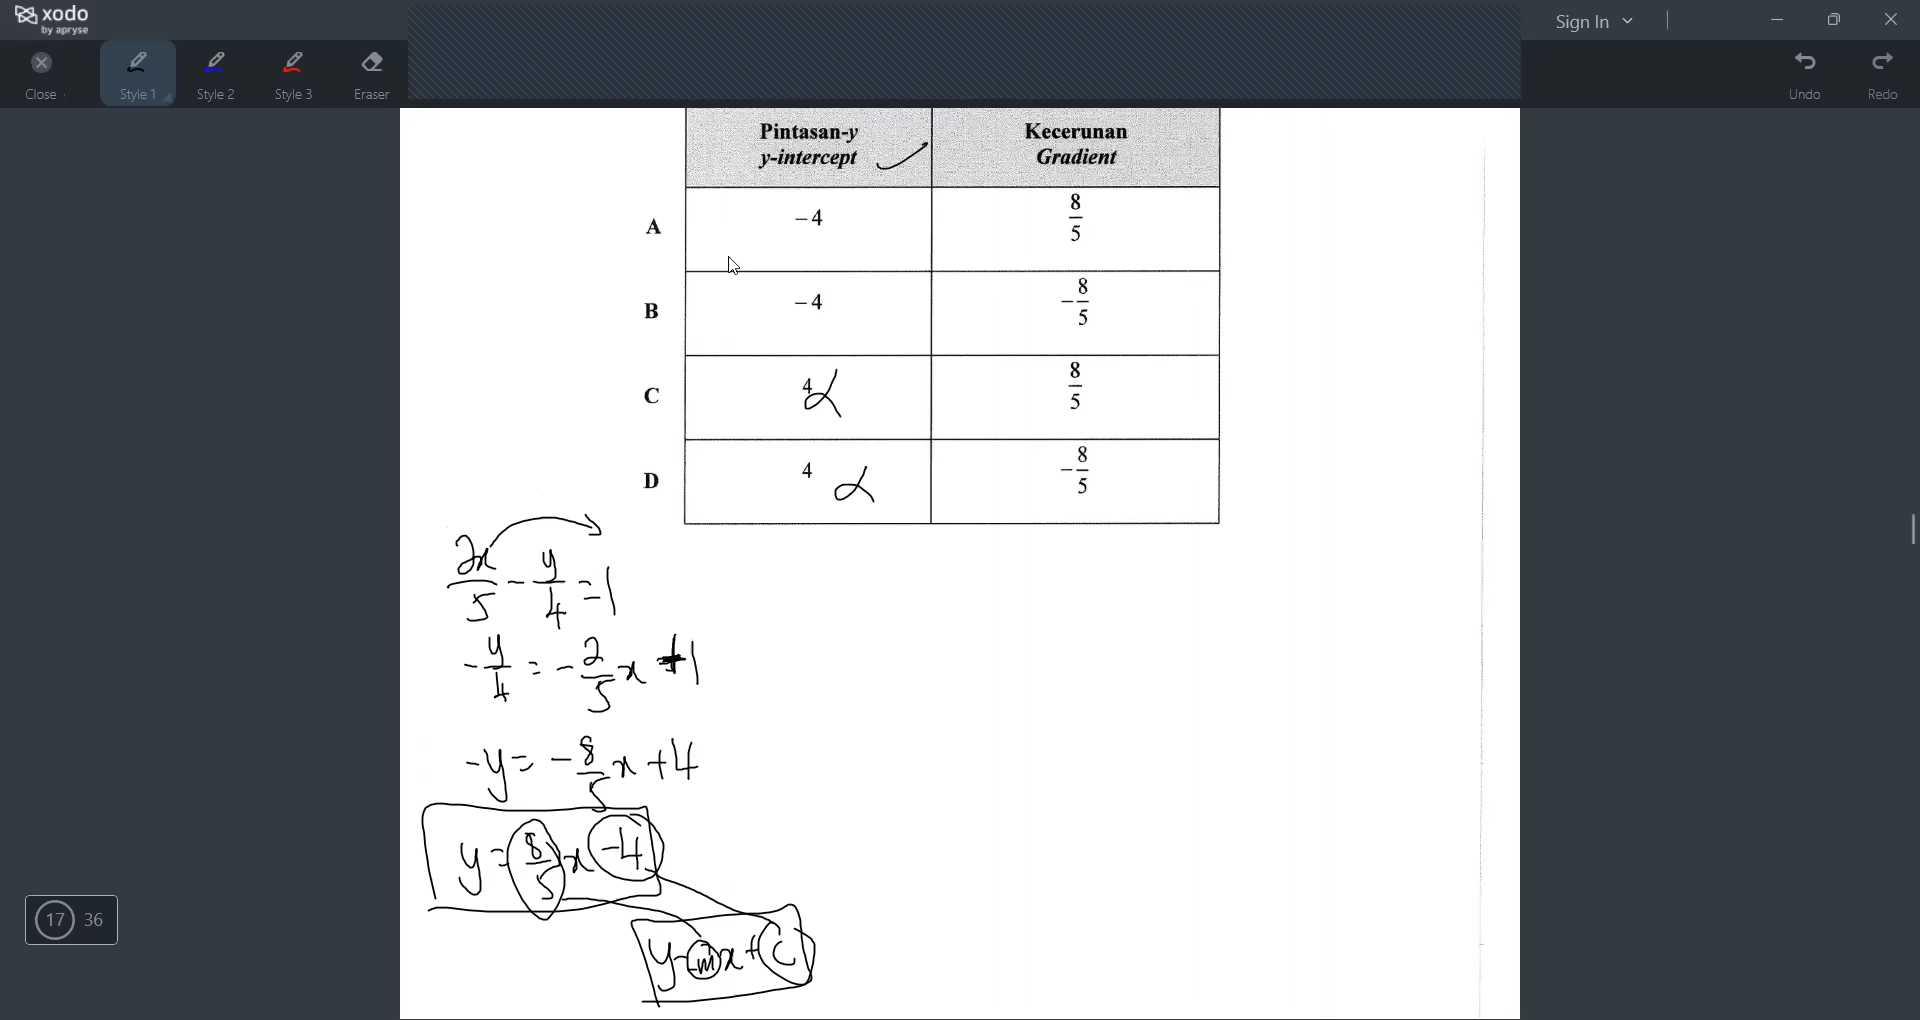 xodo
by apryse
Sign In
Close
Style 1
Style 2
Style 3
Eraser
Undo
Redo
Pintasan-y Kecerunan
y-intercept Gradient
A −4 8/5
B −4 −8/5
C 4 8/5
D 4 −8/5
2x/5 - y/4 = 1
-y/4 = -2/5 x + 1
-y = -8/5 x + 4
y = 8/5 x - 4
y = mx + c
17 36